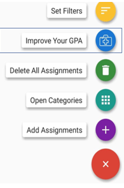 Set Filters
Improve Your GPA
Delete All Assignments
Open Categories
Add Assignments